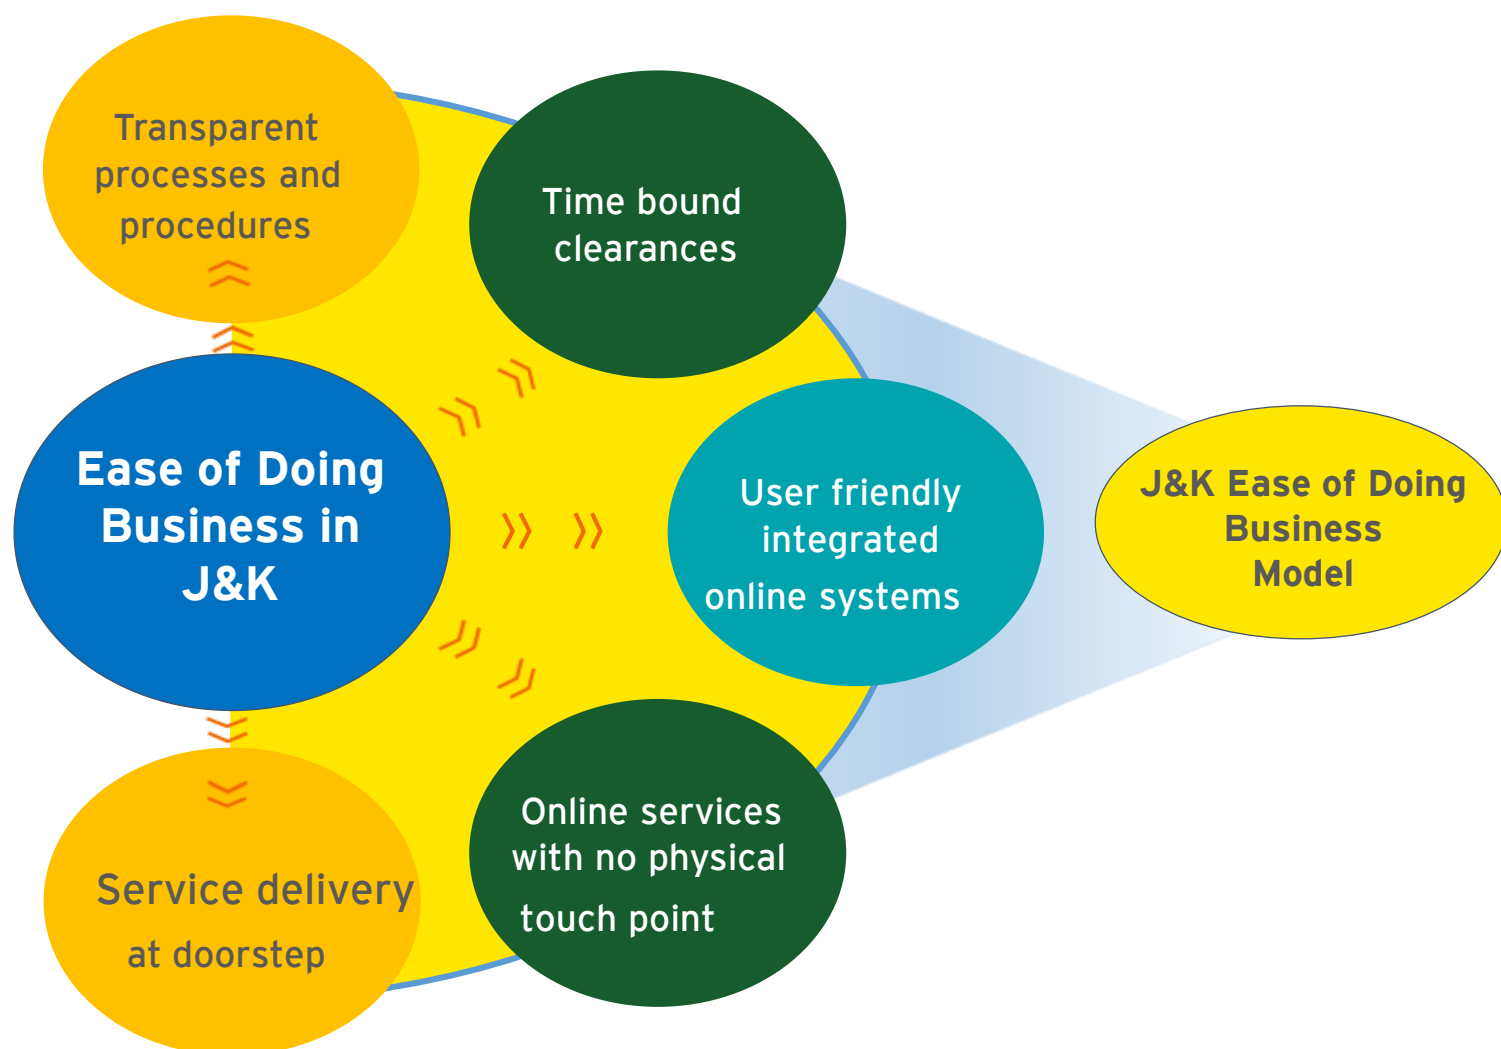 Transparent
processes and
procedures
Time bound
clearances
Ease of Doing
Business in
J&K
User friendly
integrated
online systems
J&K Ease of Doing
Business
Model
Online services
with no physical
touch point
Service delivery
at doorstep